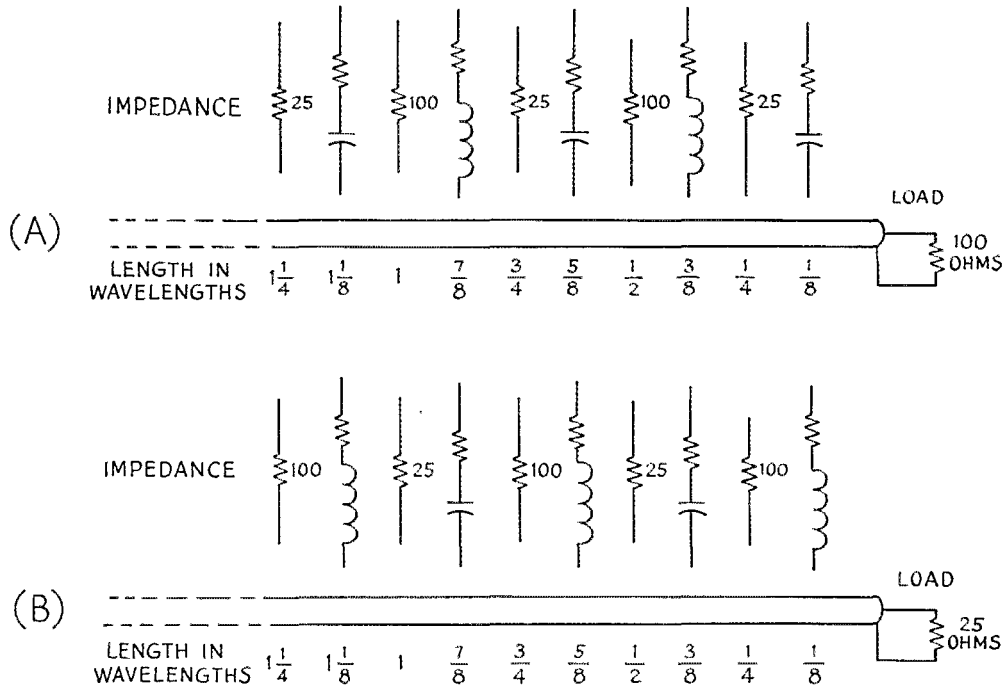 IMPEDANCE
25
100
25
100
25
LOAD
(A)
100
OHMS
LENGTH IN
WAVELENGTHS
1 1/4 1 1/8 1 7/8 3/4 5/8 1/2 3/8 1/4 1/8
IMPEDANCE
100
25
100
25
100
LOAD
(B)
25
OHMS
LENGTH IN
WAVELENGTHS
1 1/4 1 1/8 1 7/8 3/4 5/8 1/2 3/8 1/4 1/8